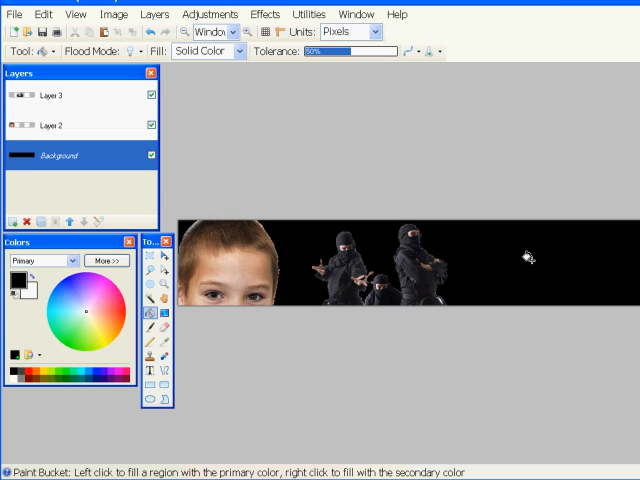 File Edit View Image Layers Adjustments Effects Utilities Window Help
Window Units: Pixels
Tool: Flood Mode: Fill: Solid Color Tolerance: 50%
Layers
Layer 3
Layer 2
Background
Colors
To...
Primary More >>
Paint Bucket: Left click to fill a region with the primary color, right click to fill with the secondary color